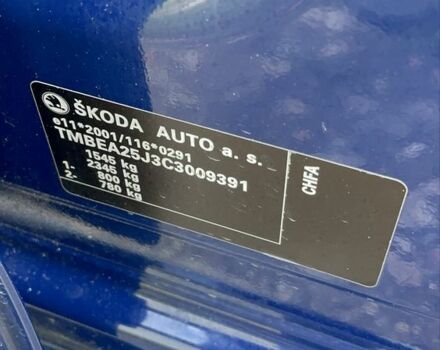 ŠKODA AUTO a. s.
e11*2001/116*0291
TMBEA25J3C3009391
1545 kg
2345 kg
1- 800 kg
2- 780 kg
CHFA